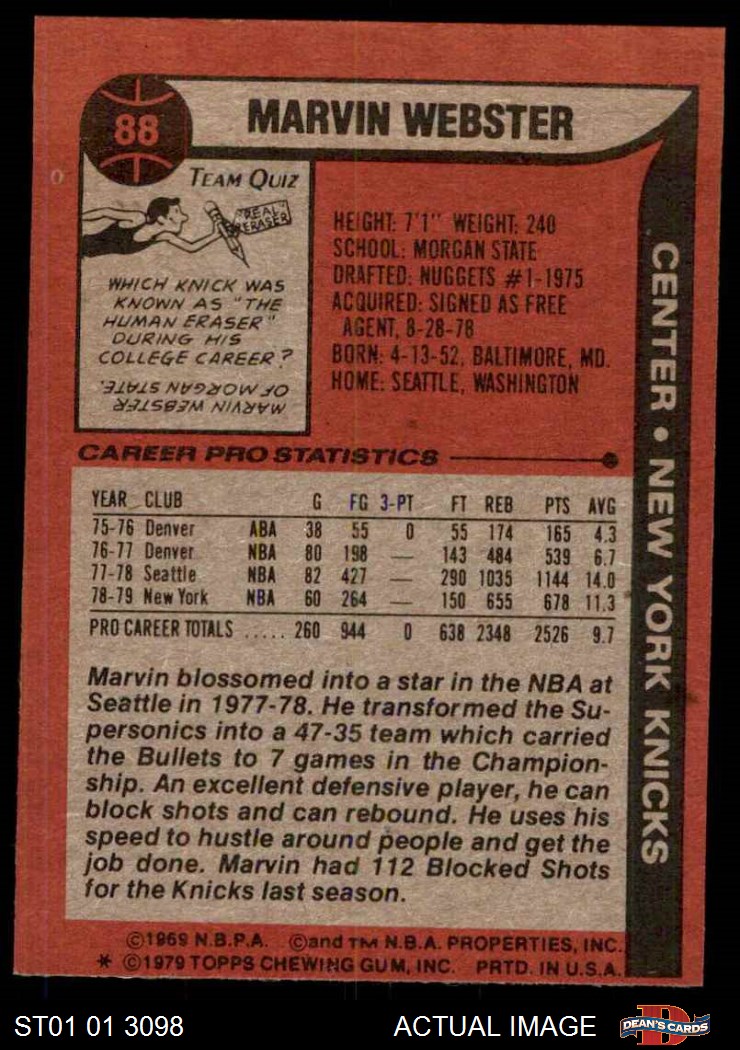 88
MARVIN WEBSTER
TEAM QUIZ
"REAL"
ERASER
WHICH KNICK WAS
KNOWN AS "THE
HUMAN ERASER"
DURING HIS
COLLEGE CAREER?
MARVIN WEBSTER
OF MORGAN STATE.
HEIGHT: 7'1" WEIGHT: 240
SCHOOL: MORGAN STATE
DRAFTED: NUGGETS #1-1975
ACQUIRED: SIGNED AS FREE
AGENT, 8-28-78
BORN: 4-13-52, BALTIMORE, MD.
HOME: SEATTLE, WASHINGTON
CENTER • NEW YORK KNICKS
CAREER PRO STATISTICS
YEAR CLUB G FG 3-PT FT REB PTS AVG
75-76 Denver ABA 38 55 0 55 174 165 4.3
76-77 Denver NBA 80 198 — 143 484 539 6.7
77-78 Seattle NBA 82 427 — 290 1035 1144 14.0
78-79 New York NBA 60 264 — 150 655 678 11.3
PRO CAREER TOTALS ..... 260 944 0 638 2348 2526 9.7
Marvin blossomed into a star in the NBA at
Seattle in 1977-78. He transformed the Su-
personics into a 47-35 team which carried
the Bullets to 7 games in the Champion-
ship. An excellent defensive player, he can
block shots and can rebound. He uses his
speed to hustle around people and get the
job done. Marvin had 112 Blocked Shots
for the Knicks last season.
©1969 N.B.P.A. ©and TM N.B.A. PROPERTIES, INC.
* ©1979 TOPPS CHEWING GUM, INC. PRTD. IN U.S.A.
ST01 01 3098 ACTUAL IMAGE
D
DEAN'S CARDS